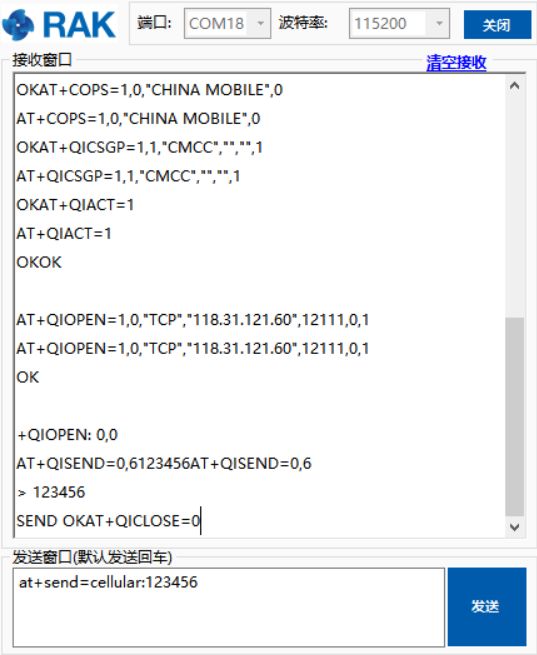 RAK 端口: COM18 波特率: 115200 关闭
接收窗口 清空接收
OKAT+COPS=1,0,"CHINA MOBILE",0
AT+COPS=1,0,"CHINA MOBILE",0
OKAT+QICSGP=1,1,"CMCC","","",1
AT+QICSGP=1,1,"CMCC","","",1
OKAT+QIACT=1
AT+QIACT=1
OKOK
AT+QIOPEN=1,0,"TCP","118.31.121.60",12111,0,1
AT+QIOPEN=1,0,"TCP","118.31.121.60",12111,0,1
OK
+QIOPEN: 0,0
AT+QISEND=0,6123456AT+QISEND=0,6
> 123456
SEND OKAT+QICLOSE=0
发送窗口(默认发送回车)
at+send=cellular:123456
发送